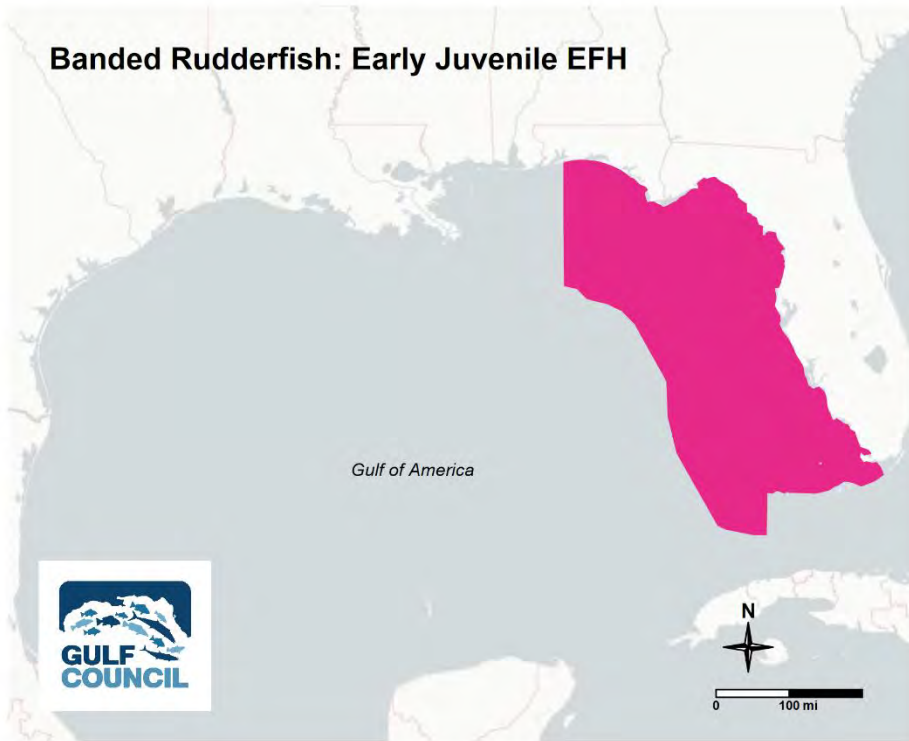 Banded Rudderfish: Early Juvenile EFH
Gulf of America
GULF
COUNCIL
N
0 100 mi